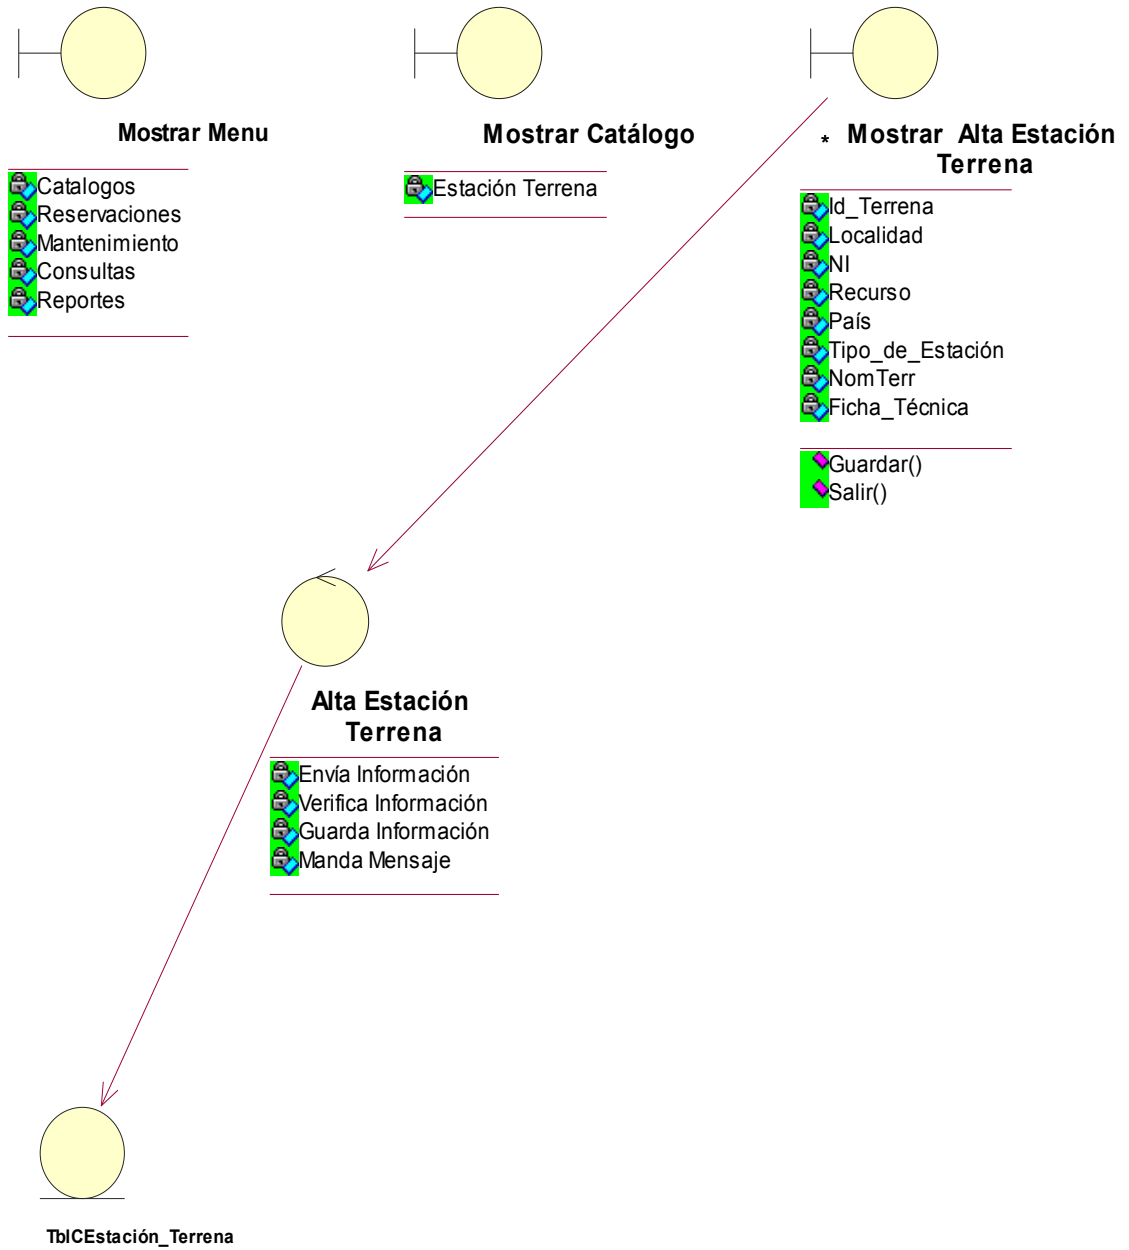 Mostrar Menu
Catalogos
Reservaciones
Mantenimiento
Consultas
Reportes
Mostrar Catálogo
Estación Terrena
* Mostrar Alta Estación
Terrena
Id_Terrena
Localidad
NI
Recurso
País
Tipo_de_Estación
NomTerr
Ficha_Técnica
Guardar()
Salir()
Alta Estación
Terrena
Envía Información
Verifica Información
Guarda Información
Manda Mensaje
TblCEstación_Terrena